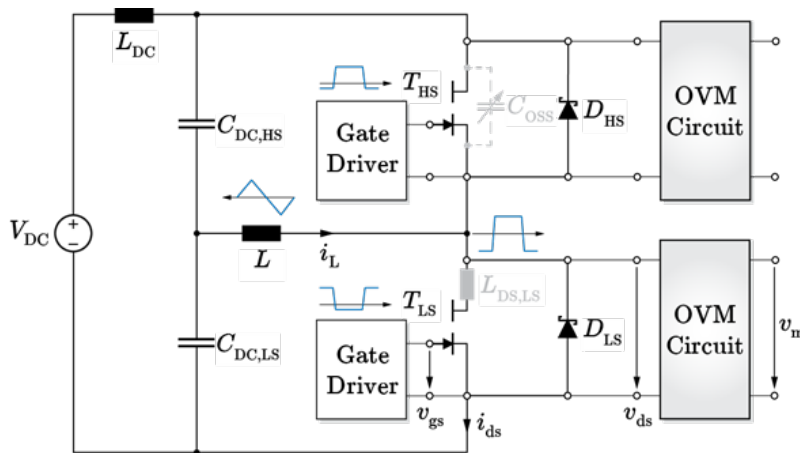 L_DC
T_HS
C_OSS
D_HS
OVM
Circuit
C_DC,HS
Gate
Driver
V_DC
+
−
L
i_L
T_LS
L_DS,LS
D_LS
OVM
Circuit
v_m
C_DC,LS
Gate
Driver
v_gs
i_ds
v_ds